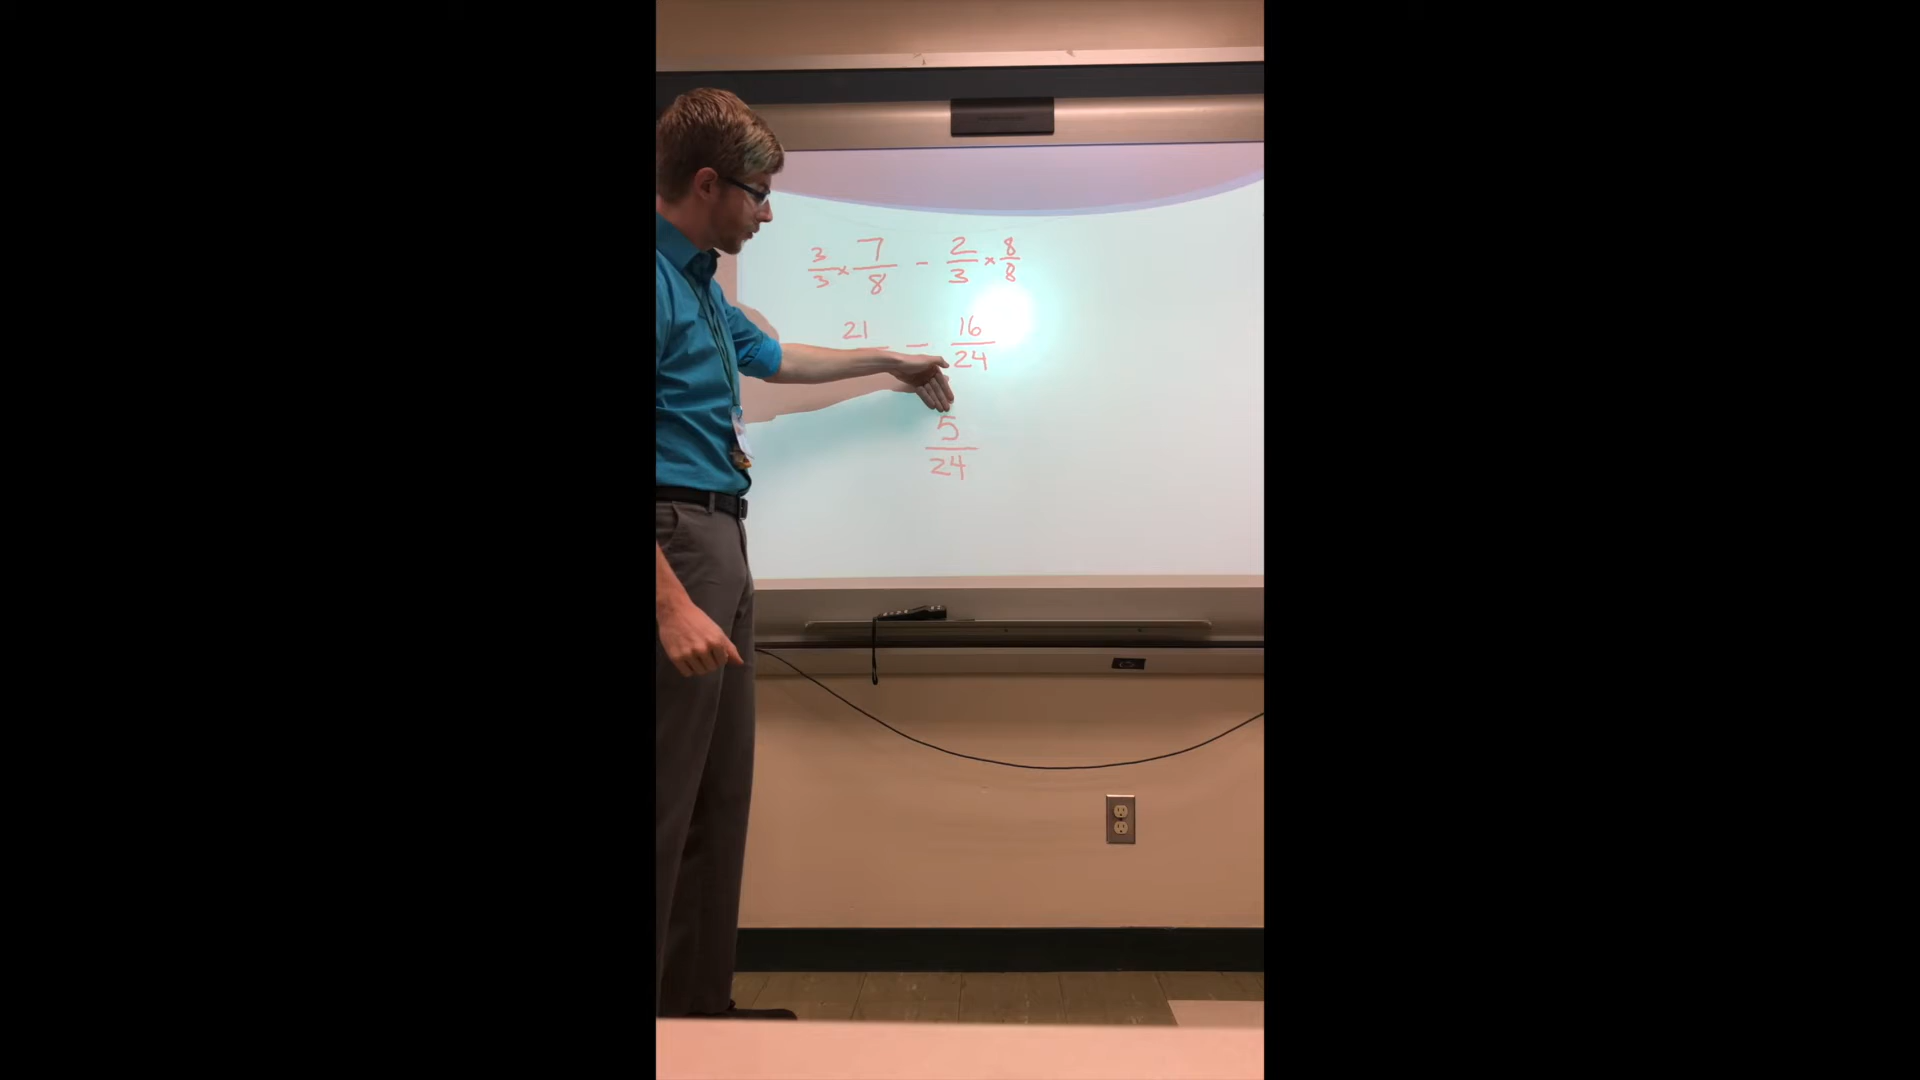 3/3 × 7/8 - 2/3 × 8/8
21 - 16/24
5/24